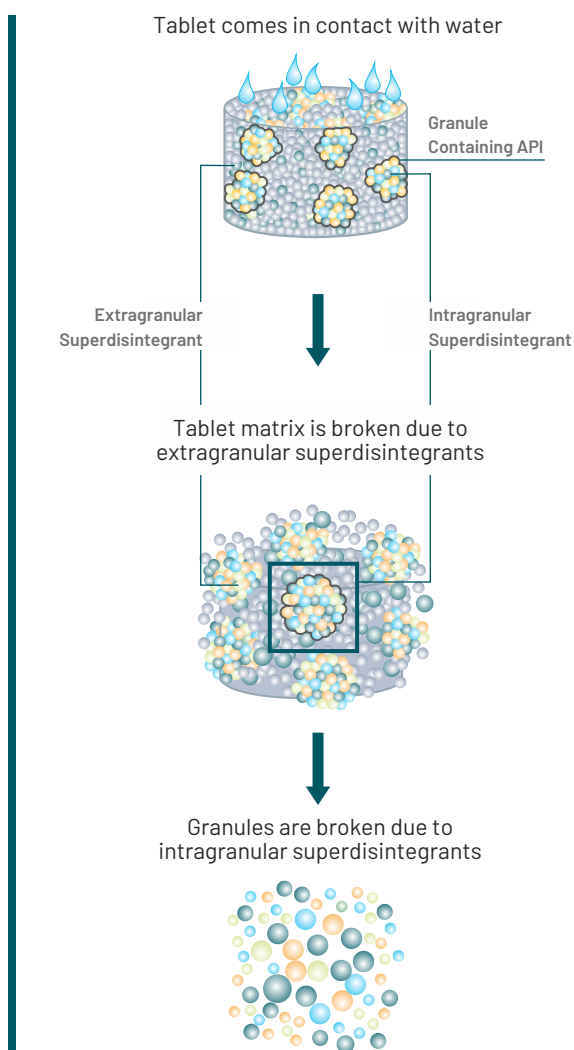 Tablet comes in contact with water
Granule
Containing API
Extragranular
Superdisintegrant
Intragranular
Superdisintegrant
Tablet matrix is broken due to
extragranular superdisintegrants
Granules are broken due to
intragranular superdisintegrants